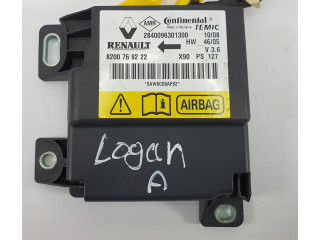 AMR Continental
TEMIC
RENAULT
2840096301300 10/08
HW 46/05
V 3.6
8200 76 92 22 X90 PS 127
AIRBAG
Logan
A